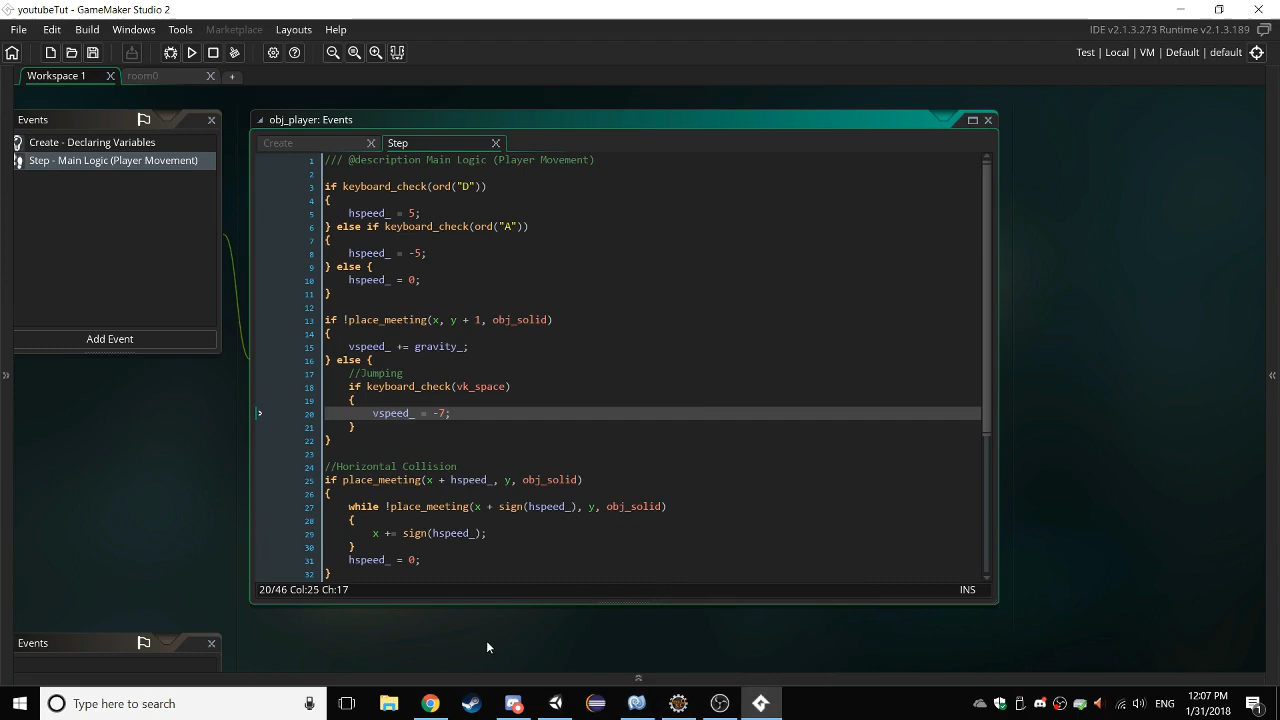 youtubeTut - GameMaker Studio 2
File Edit Build Windows Tools Marketplace Layouts Help
IDE v2.1.3.273 Runtime v2.1.3.189
Test | Local | VM | Default | default
Workspace 1
room0
Events
Create - Declaring Variables
Step - Main Logic (Player Movement)
Add Event
Events
obj_player: Events
Create
Step
1 /// @description Main Logic (Player Movement)
2
3 if keyboard_check(ord("D"))
4 {
5 hspeed_ = 5;
6 } else if keyboard_check(ord("A"))
7 {
8 hspeed_ = -5;
9 } else {
10 hspeed_ = 0;
11 }
12
13 if !place_meeting(x, y + 1, obj_solid)
14 {
15 vspeed_ += gravity_;
16 } else {
17 //Jumping
18 if keyboard_check(vk_space)
19 {
20 vspeed_ = -7;
21 }
22 }
23
24 //Horizontal Collision
25 if place_meeting(x + hspeed_, y, obj_solid)
26 {
27 while !place_meeting(x + sign(hspeed_), y, obj_solid)
28 {
29 x += sign(hspeed_);
30 }
31 hspeed_ = 0;
32 }
20/46 Col:25 Ch:17
INS
Type here to search
ENG
12:07 PM
1/31/2018